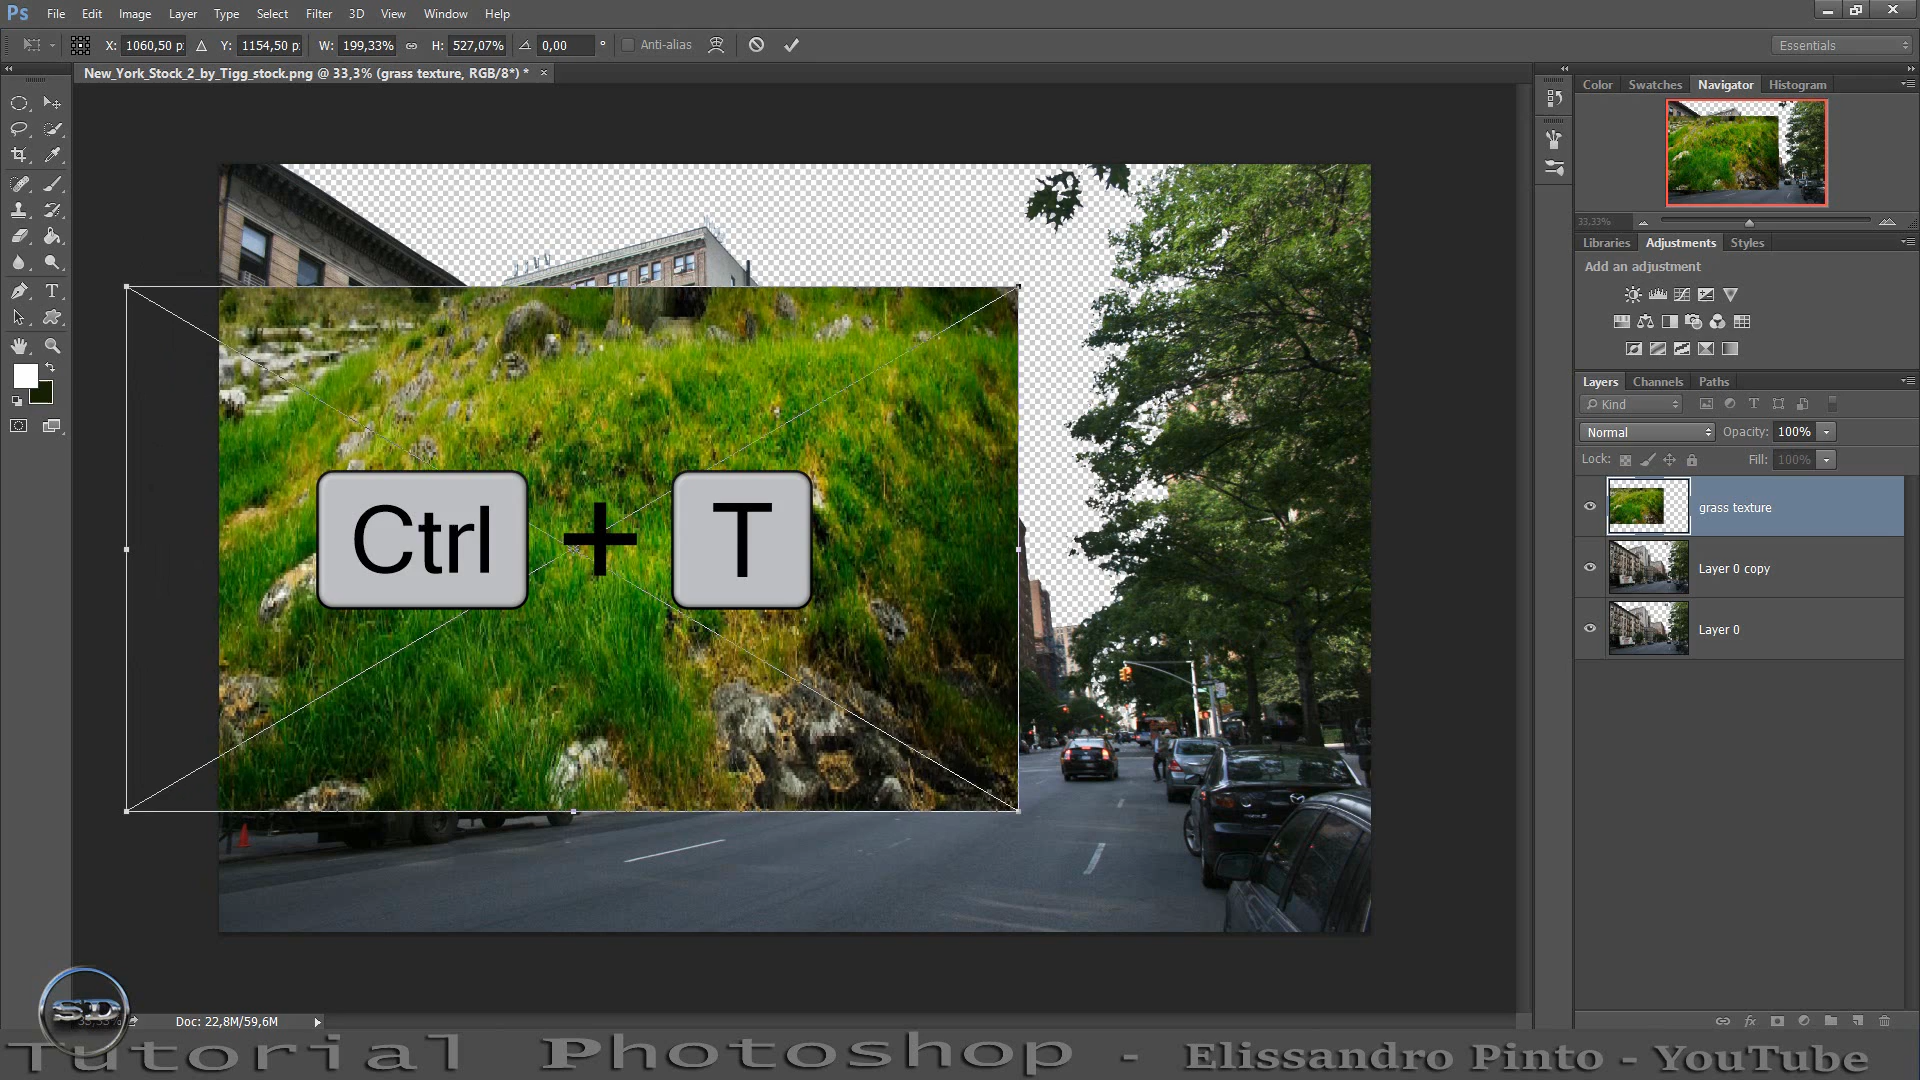 Ps File Edit Image Layer Type Select Filter 3D View Window Help
X: 1060,50 p Y: 1154,50 p W: 199,33% H: 527,07% 0,00 ° Anti-alias Essentials
New_York_Stock_2_by_Tigg_stock.png @ 33,3% (grass texture, RGB/8*) * ×
Color Swatches Navigator Histogram
33,33%
Libraries Adjustments Styles
Add an adjustment
Layers Channels Paths
Kind
Normal Opacity: 100%
Lock: Fill: 100%
grass texture
Layer 0 copy
Layer 0
Ctrl + T
SD
33,33% Doc: 22,8M/59,6M
Tutorial Photoshop - Elissandro Pinto - YouTube